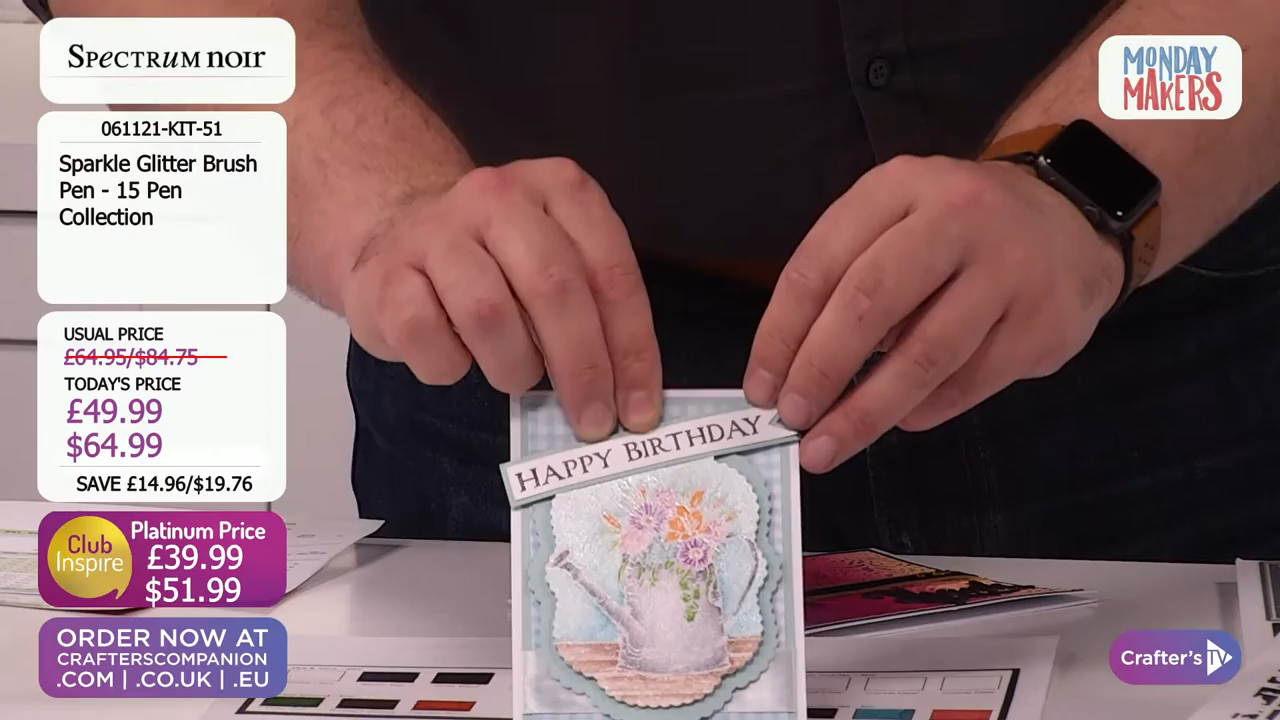 SPECTRUM NOIR
061121-KIT-51
Sparkle Glitter Brush
Pen - 15 Pen
Collection
USUAL PRICE
£64.95/$84.75
TODAY'S PRICE
£49.99
$64.99
SAVE £14.96/$19.76
Club
Inspire
Platinum Price
£39.99
$51.99
ORDER NOW AT
CRAFTERSCOMPANION
.COM | .CO.UK | .EU
MONDAY
MAKERS
HAPPY BIRTHDAY
Crafter's TV